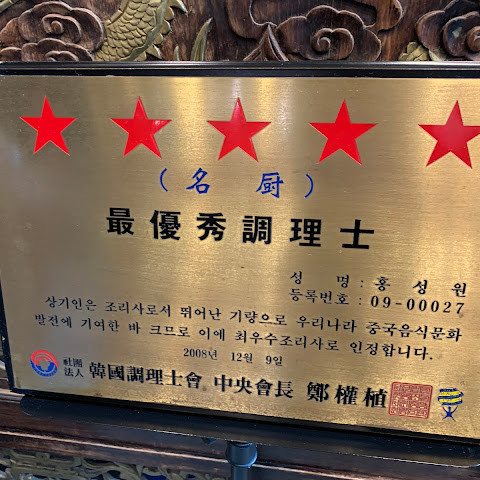 (名 厨)
最優秀調理士
성 명 : 홍 성 원
등록번호 : 09-00027
상기인은 조리사로서 뛰어난 기량으로 우리나라 중국음식문화
발전에 기여한 바 크므로 이에 최우수조리사로 인정합니다.
2008년 12월 9일
社團法人 韓國調理士會 中央會長 鄭權植